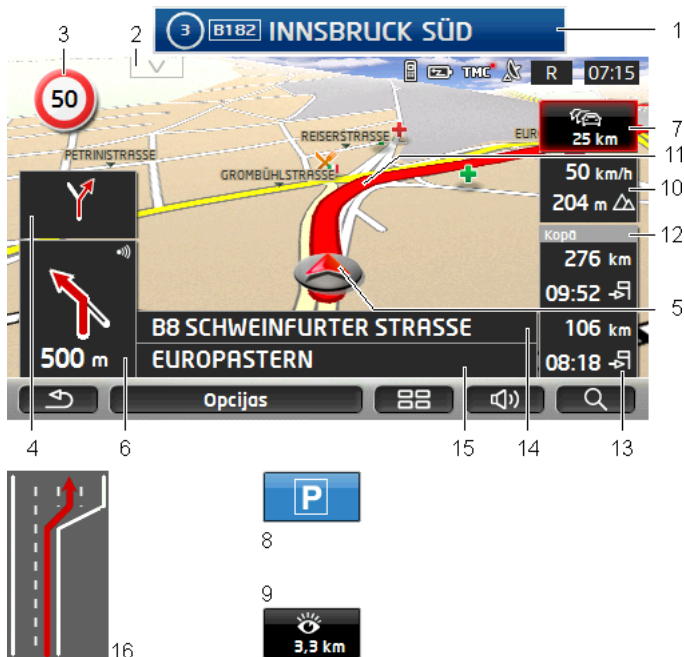 3 B182 INNSBRUCK SÜD
1
3
2
TMC R 07:15
50
25 km
7
REISERSTRASSE
EUR
PETRINISTRASSE
GROMBÜHLSTRASSE
11
50 km/h
204 m
10
Kopā
12
276 km
09:52
5
B8 SCHWEINFURTER STRASSE
106 km
500 m
EUROPASTERN
08:18
Opcijas
4
6
15
14
13
P
8
9
3,3 km
16